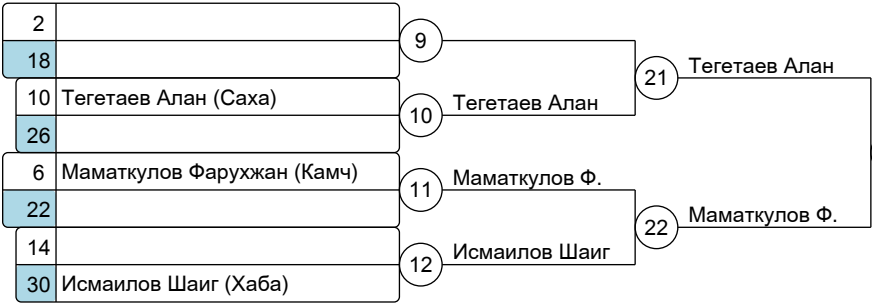 2
9
18
21
Тегетаев Алан
10 Тегетаев Алан (Саха)
10
Тегетаев Алан
26
6 Маматкулов Фарухжан (Камч)
11
Маматкулов Ф.
22
22
Маматкулов Ф.
14
12
Исмаилов Шаиг
30 Исмаилов Шаиг (Хаба)